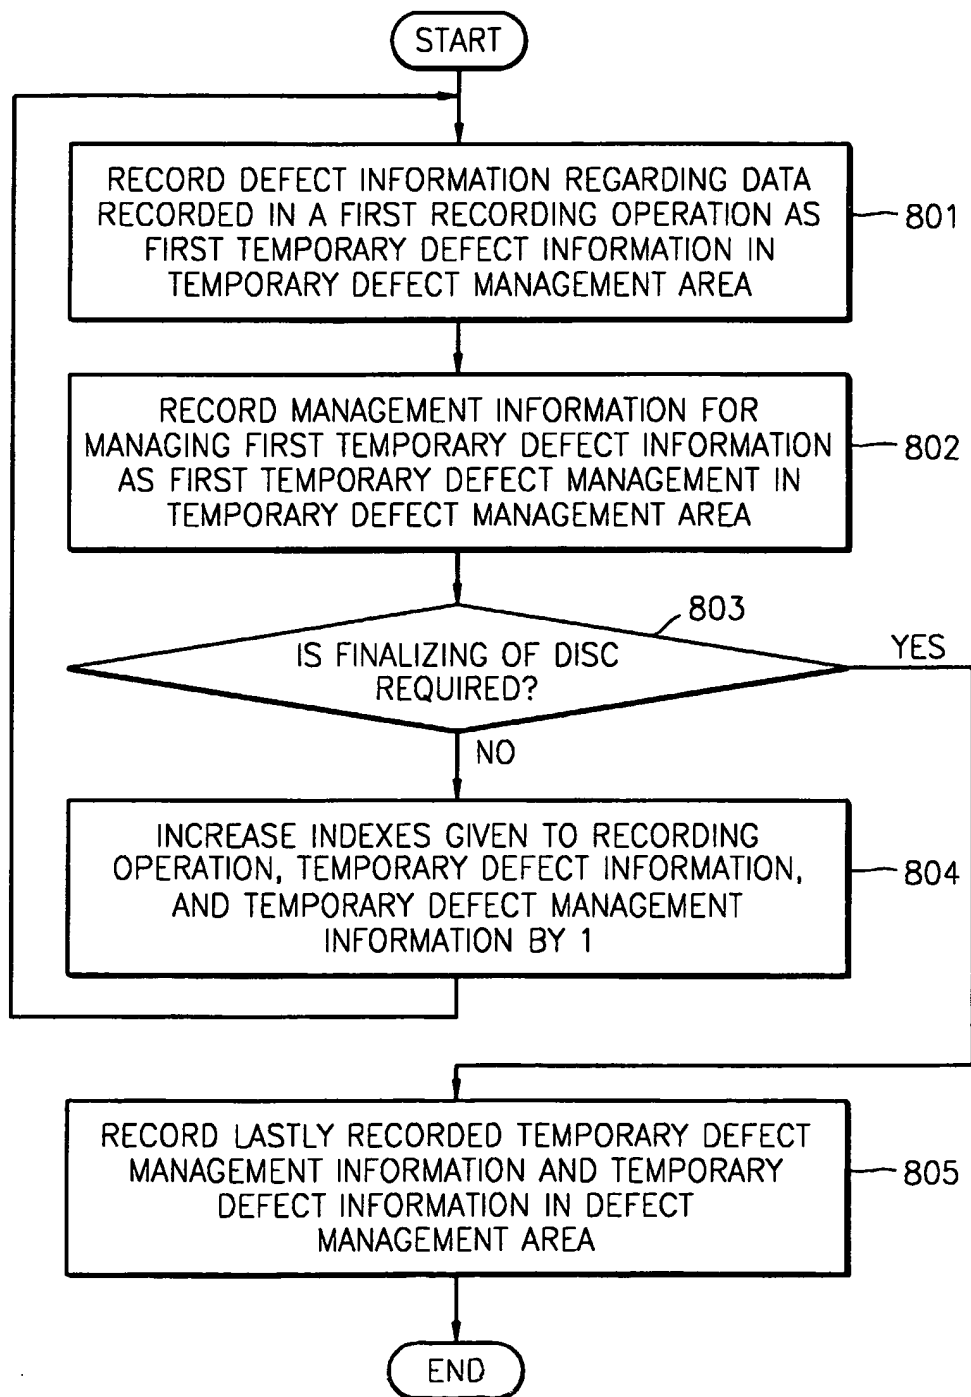 START
RECORD DEFECT INFORMATION REGARDING DATA
RECORDED IN A FIRST RECORDING OPERATION AS
FIRST TEMPORARY DEFECT INFORMATION IN
TEMPORARY DEFECT MANAGEMENT AREA
801
RECORD MANAGEMENT INFORMATION FOR
MANAGING FIRST TEMPORARY DEFECT INFORMATION
AS FIRST TEMPORARY DEFECT MANAGEMENT IN
TEMPORARY DEFECT MANAGEMENT AREA
802
803
IS FINALIZING OF DISC
REQUIRED?
YES
NO
INCREASE INDEXES GIVEN TO RECORDING
OPERATION, TEMPORARY DEFECT INFORMATION,
AND TEMPORARY DEFECT MANAGEMENT
INFORMATION BY 1
804
RECORD LASTLY RECORDED TEMPORARY DEFECT
MANAGEMENT INFORMATION AND TEMPORARY
DEFECT INFORMATION IN DEFECT
MANAGEMENT AREA
805
END